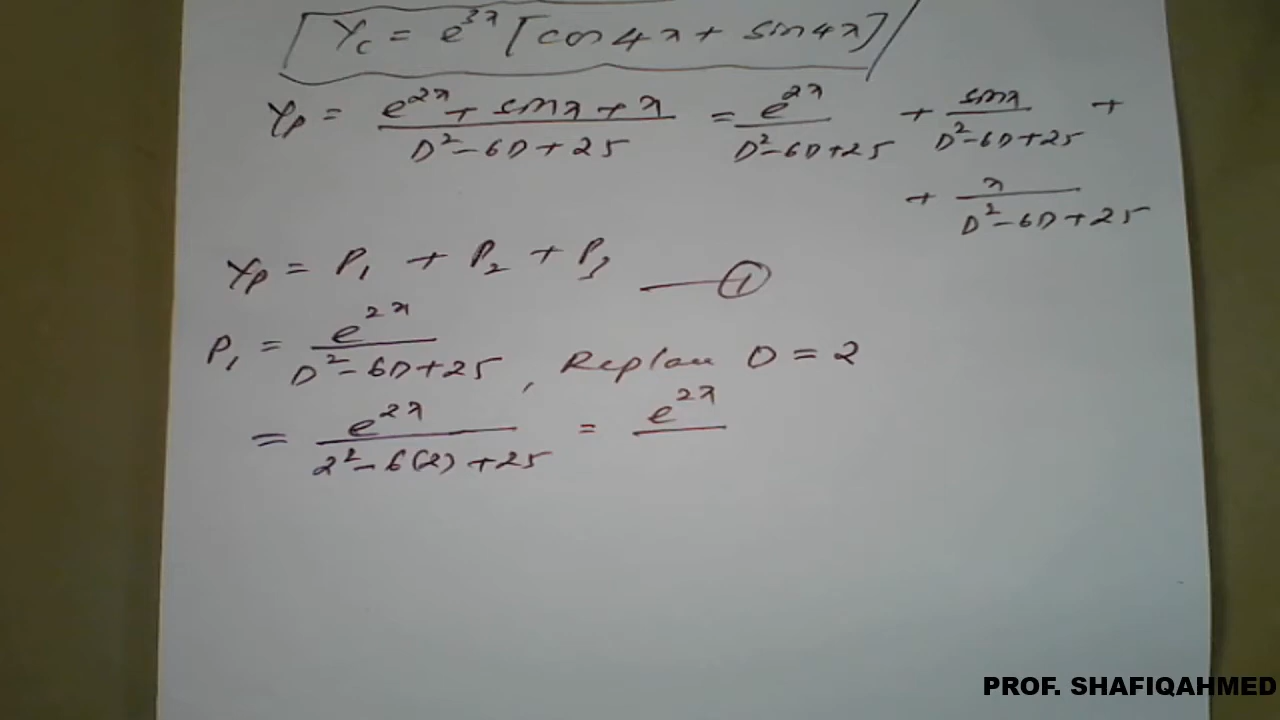 Yc = e^3x [cos 4x + sin 4x]
Yp = (e^2x + sin x + x)/(D² - 6D + 25) = e^2x/(D² - 6D + 25) + sin x/(D² - 6D + 25) +
+ x/(D² - 6D + 25)
Yp = P₁ + P₂ + P₃ — ①
P₁ = e^2x/(D² - 6D + 25), Replace D = 2
= e^2x/(2² - 6(2) + 25) = e^2x/
PROF. SHAFIQAHMED